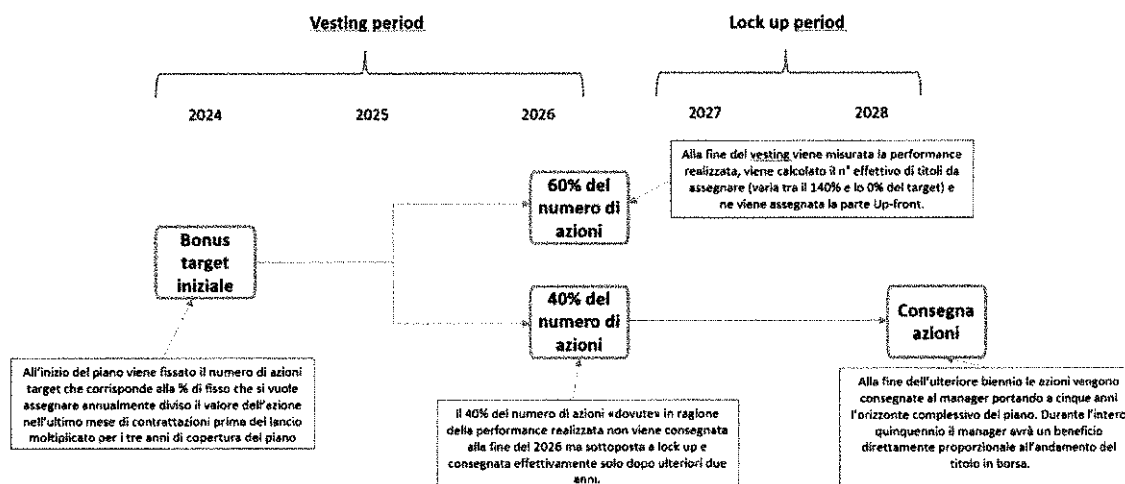 Vesting period
Lock up period
2024
2025
2026
2027
2028
Alla fine del vesting viene misurata la performance
realizzata, viene calcolato il n° effettivo di titoli da
assegnare (varia tra il 140% e lo 0% del target) e
ne viene assegnata la parte Up-front.
60% del
numero di
azioni
Bonus
target
iniziale
40% del
numero di
azioni
Consegna
azioni
All'inizio del piano viene fissato il numero di azioni
target che corrisponde alla % di fisso che si vuole
assegnare annualmente diviso il valore dell'azione
nell'ultimo mese di contrattazioni prima del lancio
moltiplicato per i tre anni di copertura del piano
Il 40% del numero di azioni «dovute» in ragione
della performance realizzata non viene consegnata
alla fine del 2026 ma sottoposta a lock up e
consegnata effettivamente solo dopo ulteriori due
anni.
Alla fine dell'ulteriore biennio le azioni vengono
consegnate al manager portando a cinque anni
l'orizzonte complessivo del piano. Durante l'intero
quinquennio il manager avrà un beneficio
direttamente proporzionale all'andamento del
titolo in borsa.